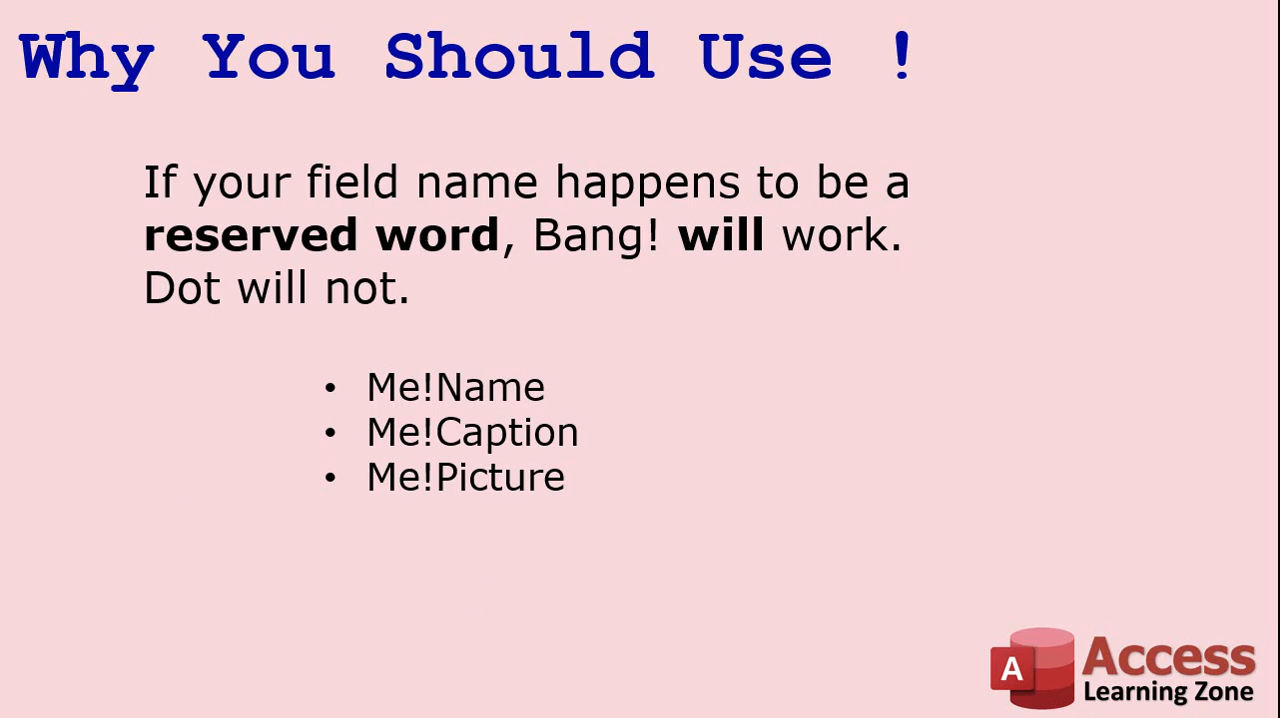 Why You Should Use !
If your field name happens to be a
reserved word, Bang! will work.
Dot will not.
• Me!Name
• Me!Caption
• Me!Picture
A
Access
Learning Zone